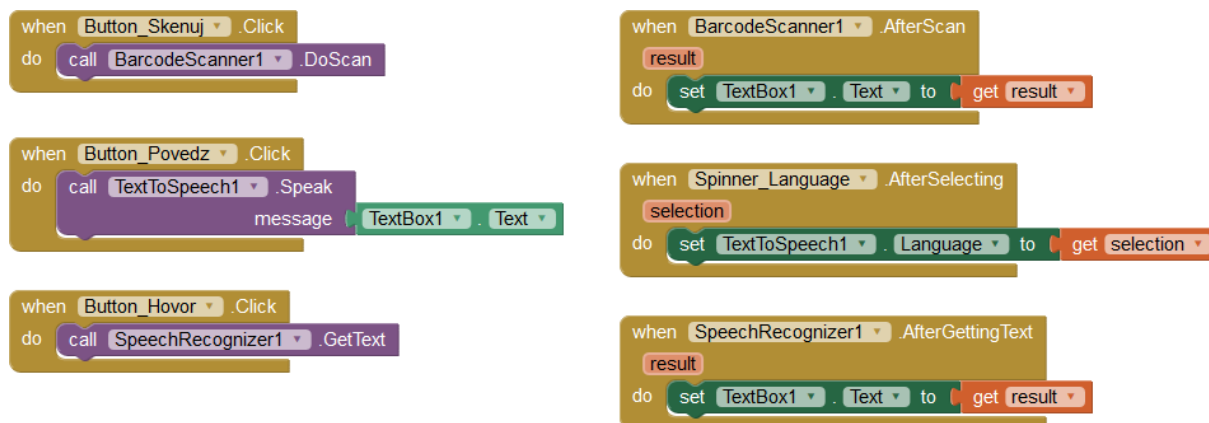 when Button_Skenuj .Click
do call BarcodeScanner1 .DoScan
when Button_Povedz .Click
do call TextToSpeech1 .Speak
message TextBox1 . Text
when Button_Hovor .Click
do call SpeechRecognizer1 .GetText
when BarcodeScanner1 .AfterScan
result
do set TextBox1 . Text to get result
when Spinner_Language .AfterSelecting
selection
do set TextToSpeech1 . Language to get selection
when SpeechRecognizer1 .AfterGettingText
result
do set TextBox1 . Text to get result